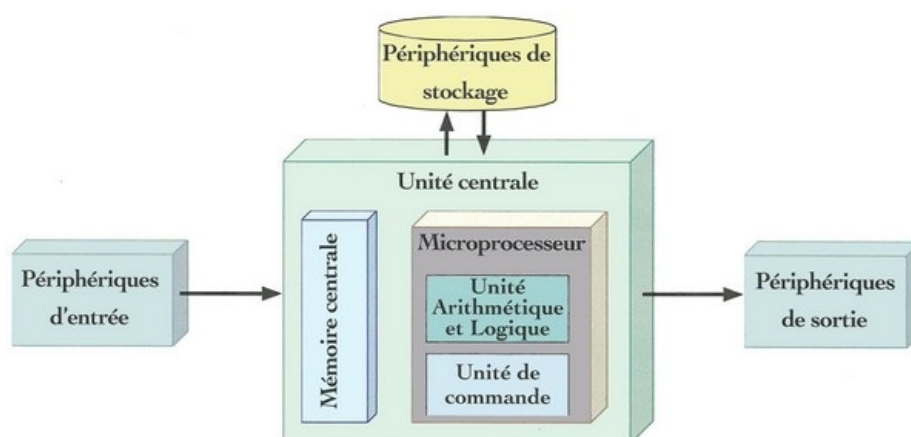 Périphériques de
stockage
Unité centrale
Périphériques
d'entrée
Mémoire centrale
Microprocesseur
Unité
Arithmétique
et Logique
Unité de
commande
Périphériques
de sortie